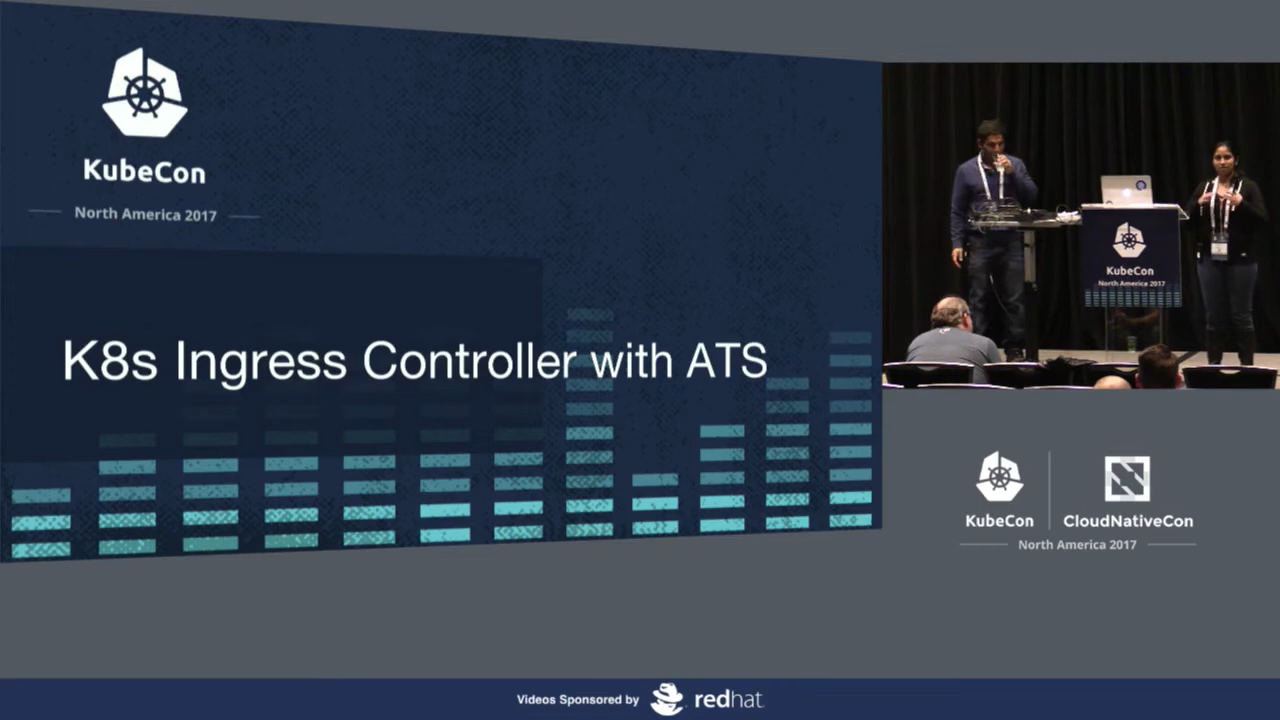 KubeCon
North America 2017
K8s Ingress Controller with ATS
KubeCon
North America 2017
KubeCon
CloudNativeCon
North America 2017
Videos Sponsored by redhat.